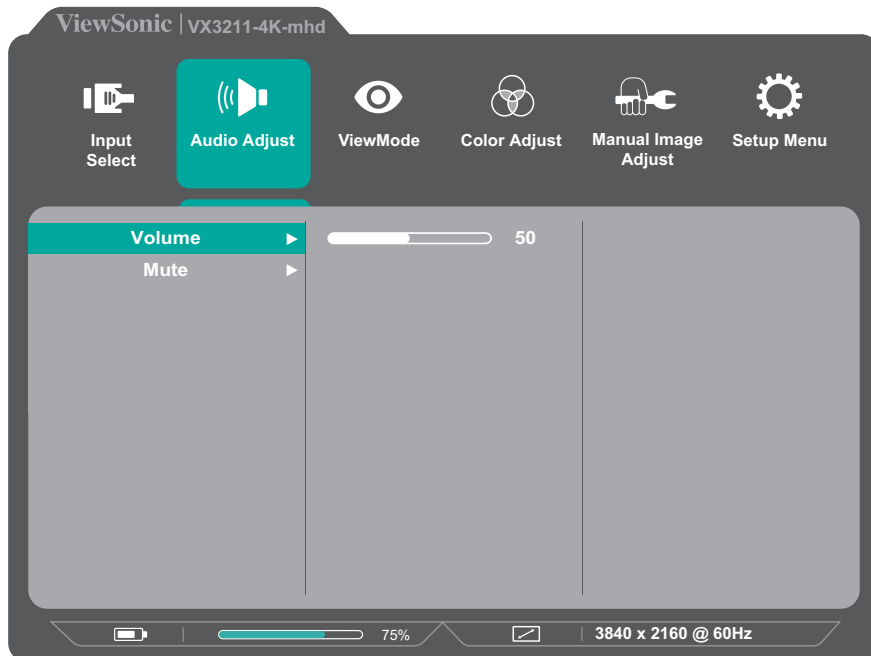 ViewSonic | VX3211-4K-mhd
Input
Select
Audio Adjust
ViewMode
Color Adjust
Manual Image
Adjust
Setup Menu
Volume
50
Mute
75%
3840 x 2160 @ 60Hz